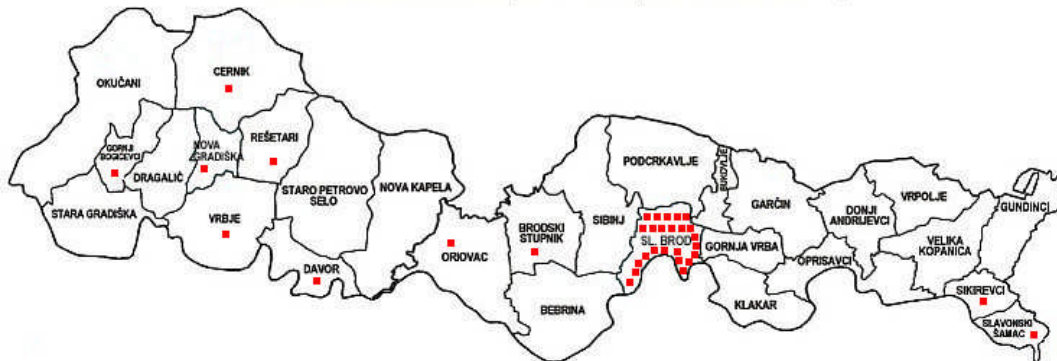 OKUČANI
CERNIK
GORNJI
BOGIĆEVCI
DRAGALIĆ
NOVA
GRADIŠKA
REŠETARI
STARA GRADIŠKA
VRBJE
STARO PETROVO
SELO
NOVA KAPELA
DAVOR
ORIOVAC
BRODSKI
STUPNIK
SIBINJ
BEBRINA
PODCRKAVLJE
SL. BROD
BUKOVLJE
GORNJA VRBA
KLAKAR
GARČIN
OPRISAVCI
DONJI
ANDRIJEVCI
VRPOLJE
VELIKA
KOPANICA
GUNDINCI
SIKIREVCI
SLAVONSKI
ŠAMAC